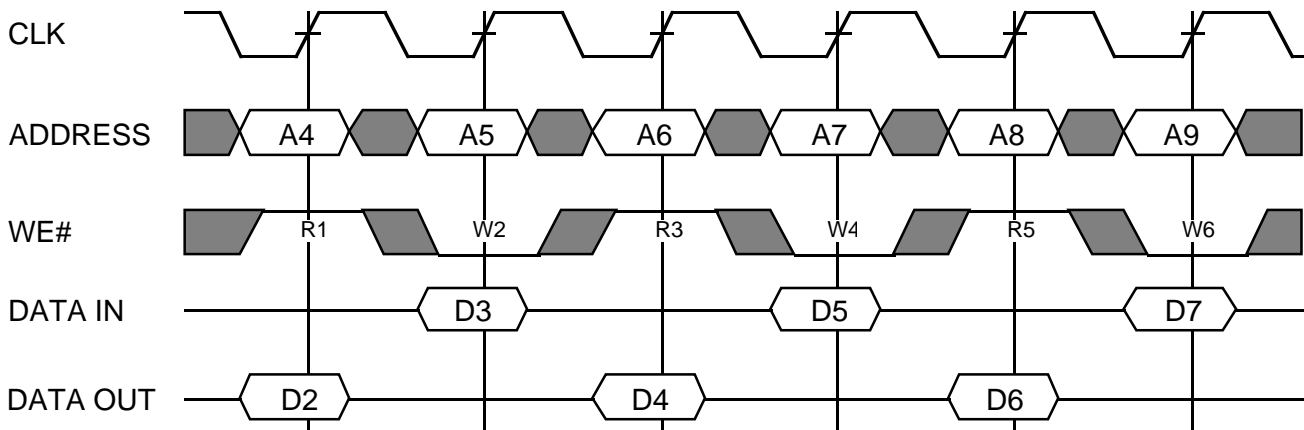 CLK
ADDRESS A4 A5 A6 A7 A8 A9
WE# R1 W2 R3 W4 R5 W6
DATA IN D3 D5 D7
DATA OUT D2 D4 D6